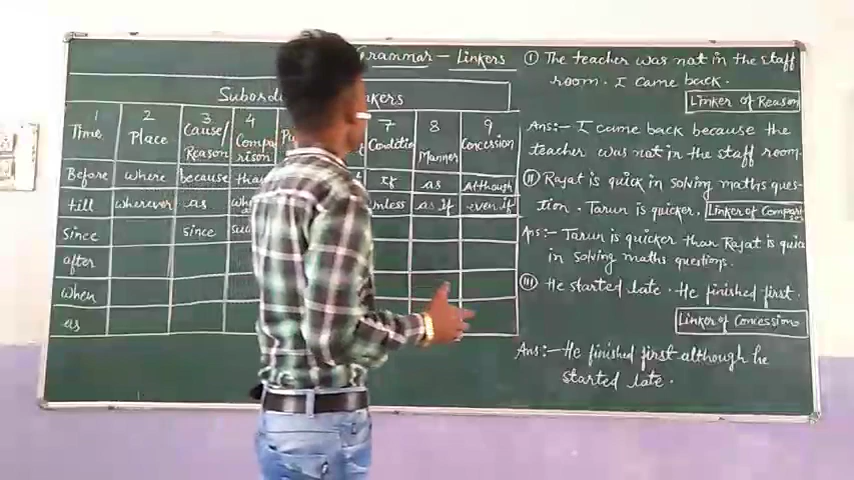 Grammar - Linkers
Subordi kers
1 2 3 4 7 8 9
Time Place Cause/ Reason Compa rison Conditio Manner Concession
Before where because than If as Although
till wherever as unless as if even if
since since
after
when
as
(I) The teacher was not in the staff
room. I came back.
Linker of Reason
Ans:- I came back because the
teacher was not in the staff room.
(II) Rajat is quick in solving maths ques-
tion. Tarun is quicker. Linker of Comparison
Ans:- Tarun is quicker than Rajat is quick
in solving maths questions.
(III) He started late. He finished first.
Linker of Concession
Ans:- He finished first although he
started late.